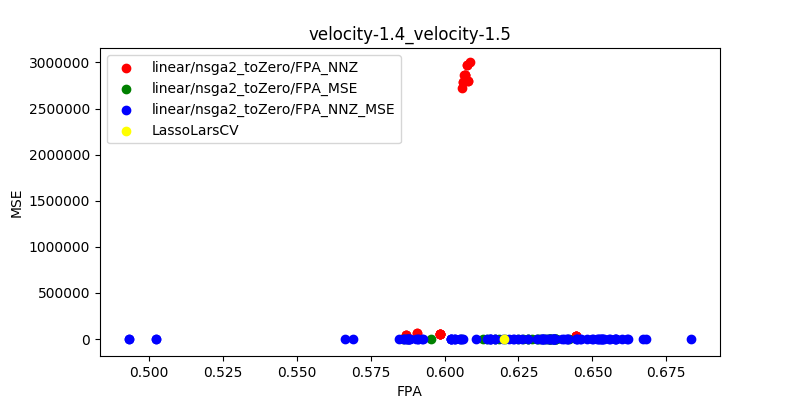 velocity-1.4_velocity-1.5
linear/nsga2_toZero/FPA_NNZ
linear/nsga2_toZero/FPA_MSE
linear/nsga2_toZero/FPA_NNZ_MSE
LassoLarsCV
MSE
3000000
2500000
2000000
1500000
1000000
500000
0
0.500 0.525 0.550 0.575 0.600 0.625 0.650 0.675
FPA